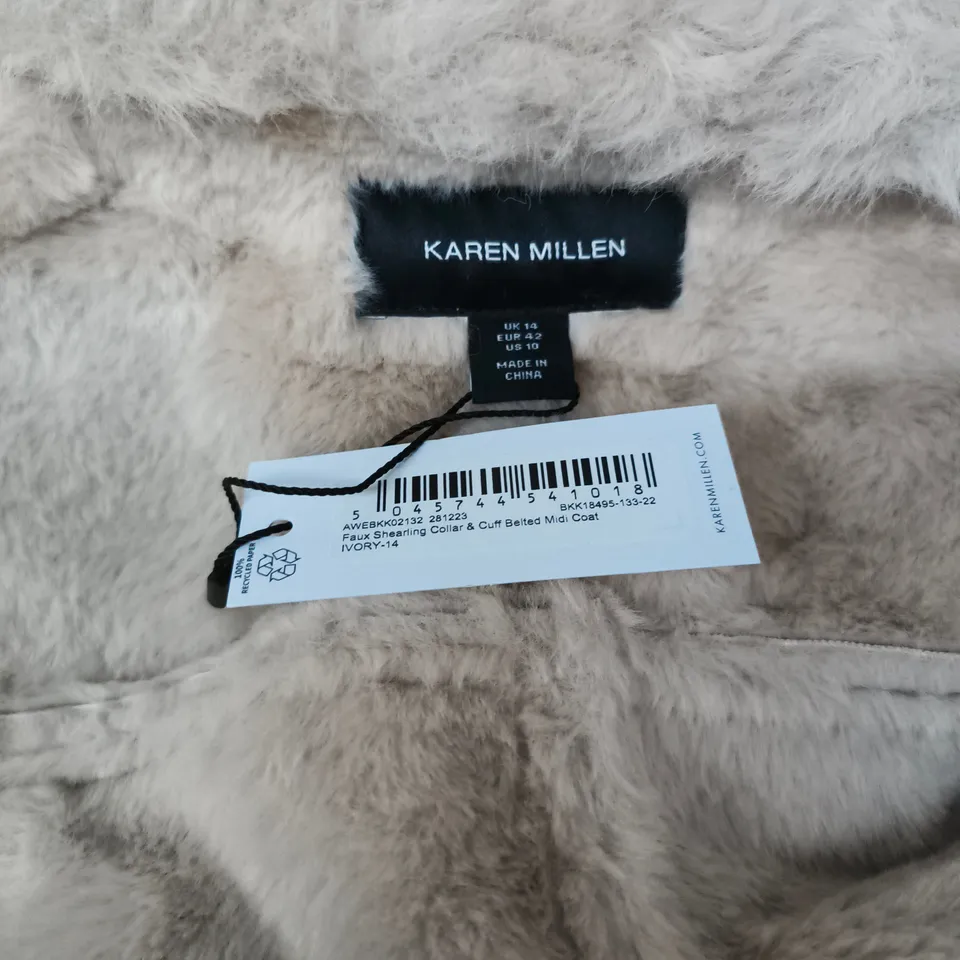 KAREN MILLEN
UK 14
EUR 42
US 10
MADE IN
CHINA
5 045744 541018
AWEBKK02132 281223 BKK18495-133-22
Faux Shearling Collar & Cuff Belted Midi Coat
IVORY-14
100%
RECYCLED PAPER
KARENMILLEN.COM